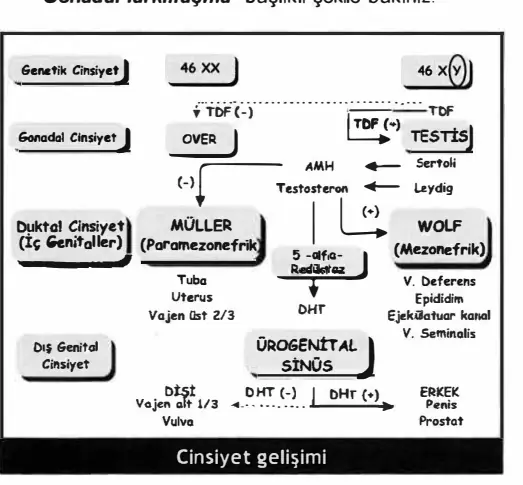 Gonadal farklılaşma" başlıklı şekile bakınız.
Genetik Cinsiyet
46 XX
46 XY
TDF (-)
TDF
TDF (+)
Gonadal Cinsiyet
OVER
TESTİS
AMH
Sertoli
(-)
Testosteron
Leydig
(+)
Duktal Cinsiyet
(İç Genitaller)
MÜLLER
(Paramezonefrik)
WOLF
(Mezonefrik)
5 -alfa-
Redüktaz
Tuba
Uterus
Vajen üst 2/3
DHT
V. Deferens
Epididim
Ejekülatuar kanal
V. Seminalis
Dış Genital
Cinsiyet
ÜROGENİTAL
SİNÜS
DİŞİ
Vajen alt 1/3
Vulva
DHT (-)
DHT (+)
ERKEK
Penis
Prostat
Cinsiyet gelişimi